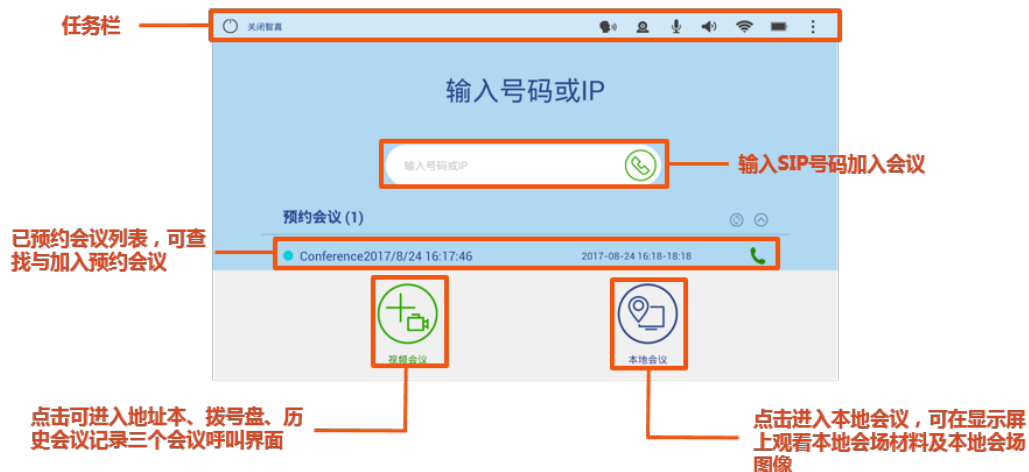 任务栏
关闭智真
输入号码或IP
输入号码或IP
输入SIP号码加入会议
预约会议 (1)
已预约会议列表，可查
找与加入预约会议
Conference2017/8/24 16:17:46
2017-08-24 16:18-18:18
视频会议
本地会议
点击可进入地址本、拨号盘、历
史会议记录三个会议呼叫界面
点击进入本地会议，可在显示屏
上观看本地会场材料及本地会场
图像